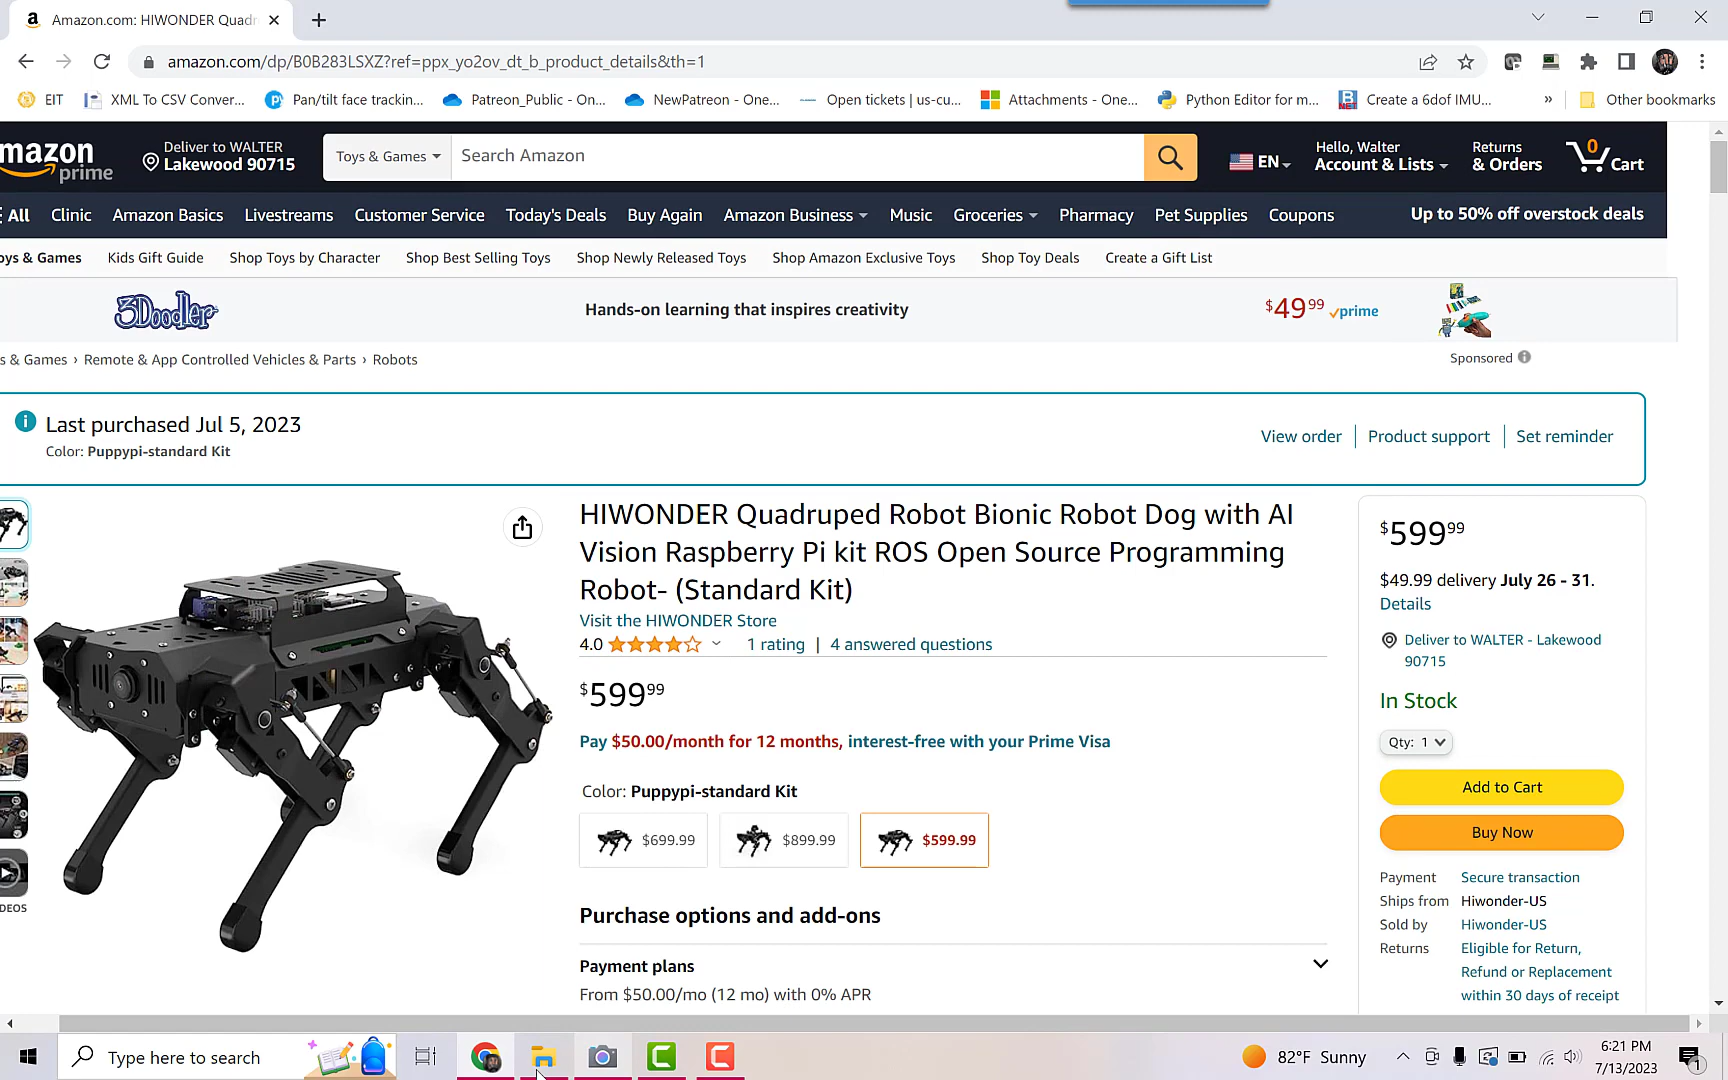 Amazon.com: HIWONDER Quadr
amazon.com/dp/B0B283LSXZ?ref=ppx_yo2ov_dt_b_product_details&th=1
EIT
XML To CSV Conver...
Pan/tilt face trackin...
Patreon_Public - On...
NewPatreon - One...
Open tickets | us-cu...
Attachments - One...
Python Editor for m...
Create a 6dof IMU...
»
Other bookmarks
mazon
prime
Deliver to WALTER
Lakewood 90715
Toys & Games
Search Amazon
EN
Hello, Walter
Account & Lists
Returns
& Orders
0
Cart
All
Clinic
Amazon Basics
Livestreams
Customer Service
Today's Deals
Buy Again
Amazon Business
Music
Groceries
Pharmacy
Pet Supplies
Coupons
Up to 50% off overstock deals
oys & Games
Kids Gift Guide
Shop Toys by Character
Shop Best Selling Toys
Shop Newly Released Toys
Shop Amazon Exclusive Toys
Shop Toy Deals
Create a Gift List
3Doodler
Hands-on learning that inspires creativity
$49 99 prime
s & Games › Remote & App Controlled Vehicles & Parts › Robots
Sponsored
Last purchased Jul 5, 2023
Color: Puppypi-standard Kit
View order
Product support
Set reminder
HIWONDER Quadruped Robot Bionic Robot Dog with AI
Vision Raspberry Pi kit ROS Open Source Programming
Robot- (Standard Kit)
Visit the HIWONDER Store
4.0
1 rating | 4 answered questions
$599 99
Pay $50.00/month for 12 months, interest-free with your Prime Visa
Color: Puppypi-standard Kit
$699.99
$899.99
$599.99
Purchase options and add-ons
Payment plans
From $50.00/mo (12 mo) with 0% APR
DEOS
$599 99
$49.99 delivery July 26 - 31.
Details
Deliver to WALTER - Lakewood
90715
In Stock
Qty: 1
Add to Cart
Buy Now
Payment Secure transaction
Ships from Hiwonder-US
Sold by Hiwonder-US
Returns Eligible for Return,
Refund or Replacement
within 30 days of receipt
Type here to search
82°F Sunny
6:21 PM
7/13/2023
1